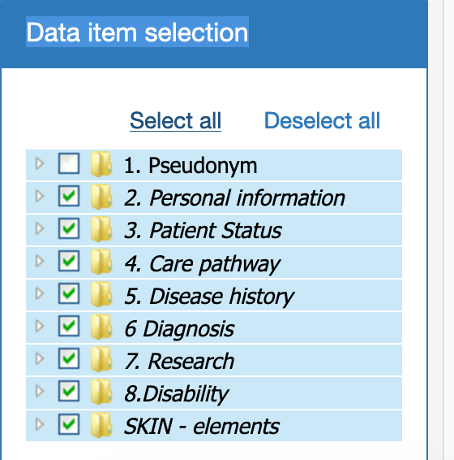 Data item selection
Select all Deselect all
1. Pseudonym
2. Personal information
3. Patient Status
4. Care pathway
5. Disease history
6 Diagnosis
7. Research
8.Disability
SKIN - elements